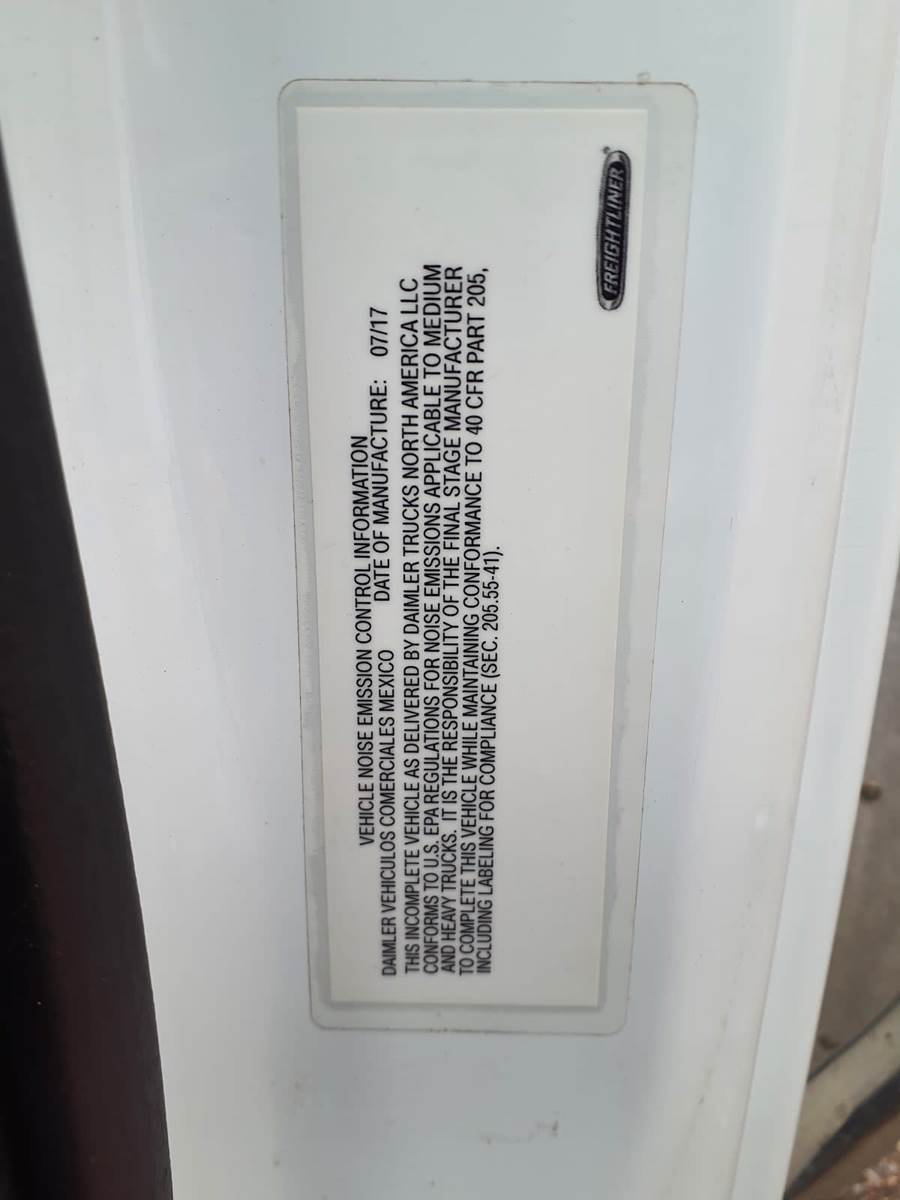 VEHICLE NOISE EMISSION CONTROL INFORMATION
DAIMLER VEHICULOS COMERCIALES MEXICO DATE OF MANUFACTURE: 07/17
THIS INCOMPLETE VEHICLE AS DELIVERED BY DAIMLER TRUCKS NORTH AMERICA LLC
CONFORMS TO U.S. EPA REGULATIONS FOR NOISE EMISSIONS APPLICABLE TO MEDIUM
AND HEAVY TRUCKS. IT IS THE RESPONSIBILITY OF THE FINAL STAGE MANUFACTURER
TO COMPLETE THIS VEHICLE WHILE MAINTAINING CONFORMANCE TO 40 CFR PART 205,
INCLUDING LABELING FOR COMPLIANCE (SEC. 205.55-41).
FREIGHTLINER